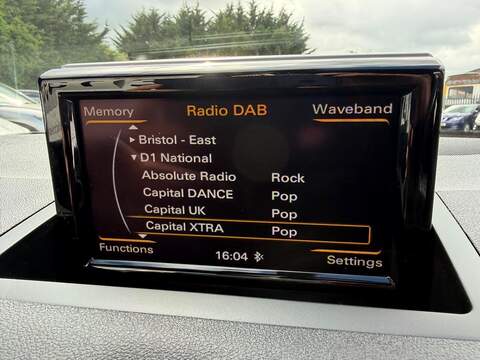 Memory Radio DAB Waveband
Bristol - East
D1 National
Absolute Radio Rock
Capital DANCE Pop
Capital UK Pop
Capital XTRA Pop
Functions 16:04 Settings